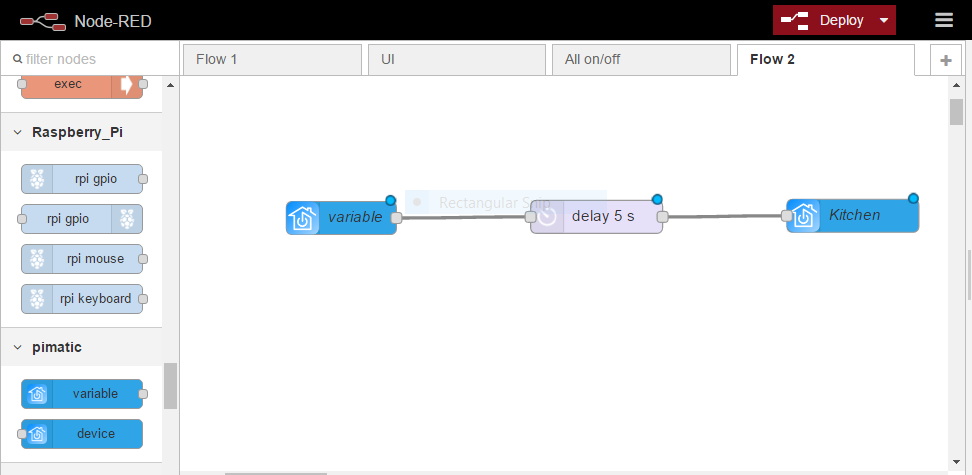 Node-RED
Deploy
filter nodes
Flow 1
UI
All on/off
Flow 2
exec
Raspberry_Pi
rpi gpio
rpi gpio
rpi mouse
rpi keyboard
pimatic
variable
device
Rectangular Snip
variable
delay 5 s
Kitchen